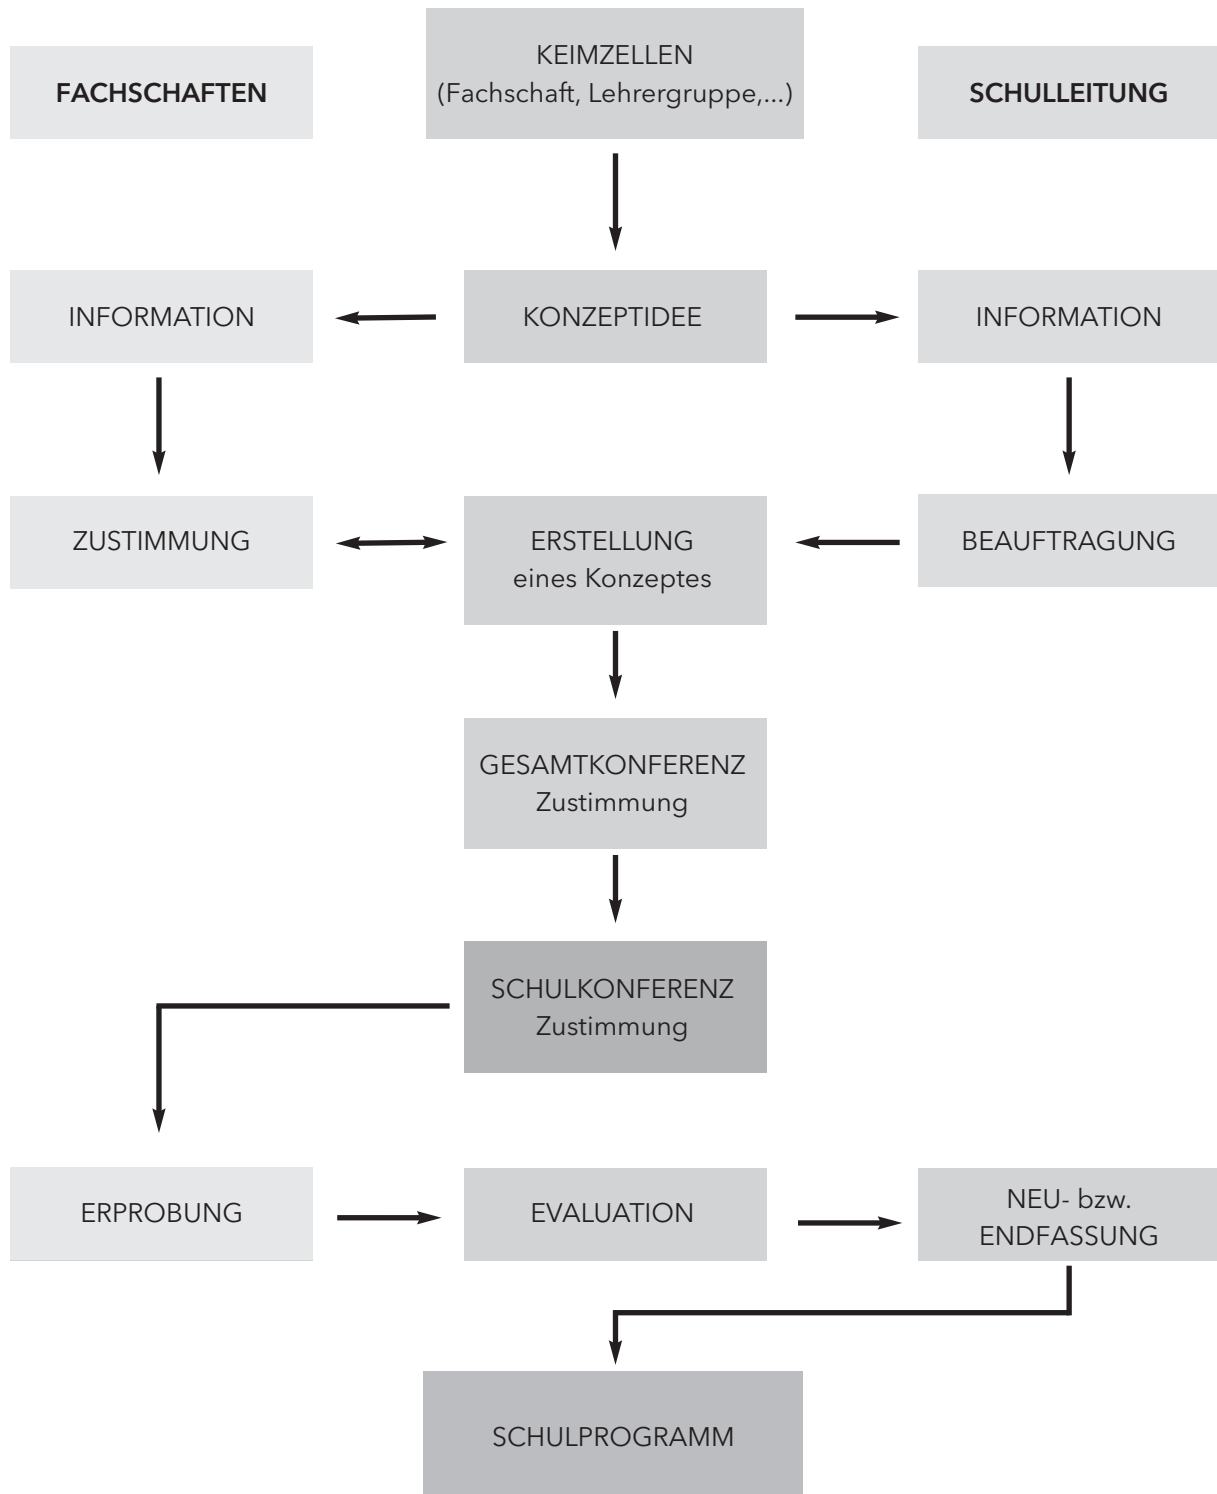 FACHSCHAFTEN
KEIMZELLEN
(Fachschaft, Lehrergruppe,...)
SCHULLEITUNG
INFORMATION
KONZEPTIDEE
INFORMATION
ZUSTIMMUNG
ERSTELLUNG
eines Konzeptes
BEAUFTRAGUNG
GESAMTKONFERENZ
Zustimmung
SCHULKONFERENZ
Zustimmung
ERPROBUNG
EVALUATION
NEU- bzw.
ENDFASSUNG
SCHULPROGRAMM